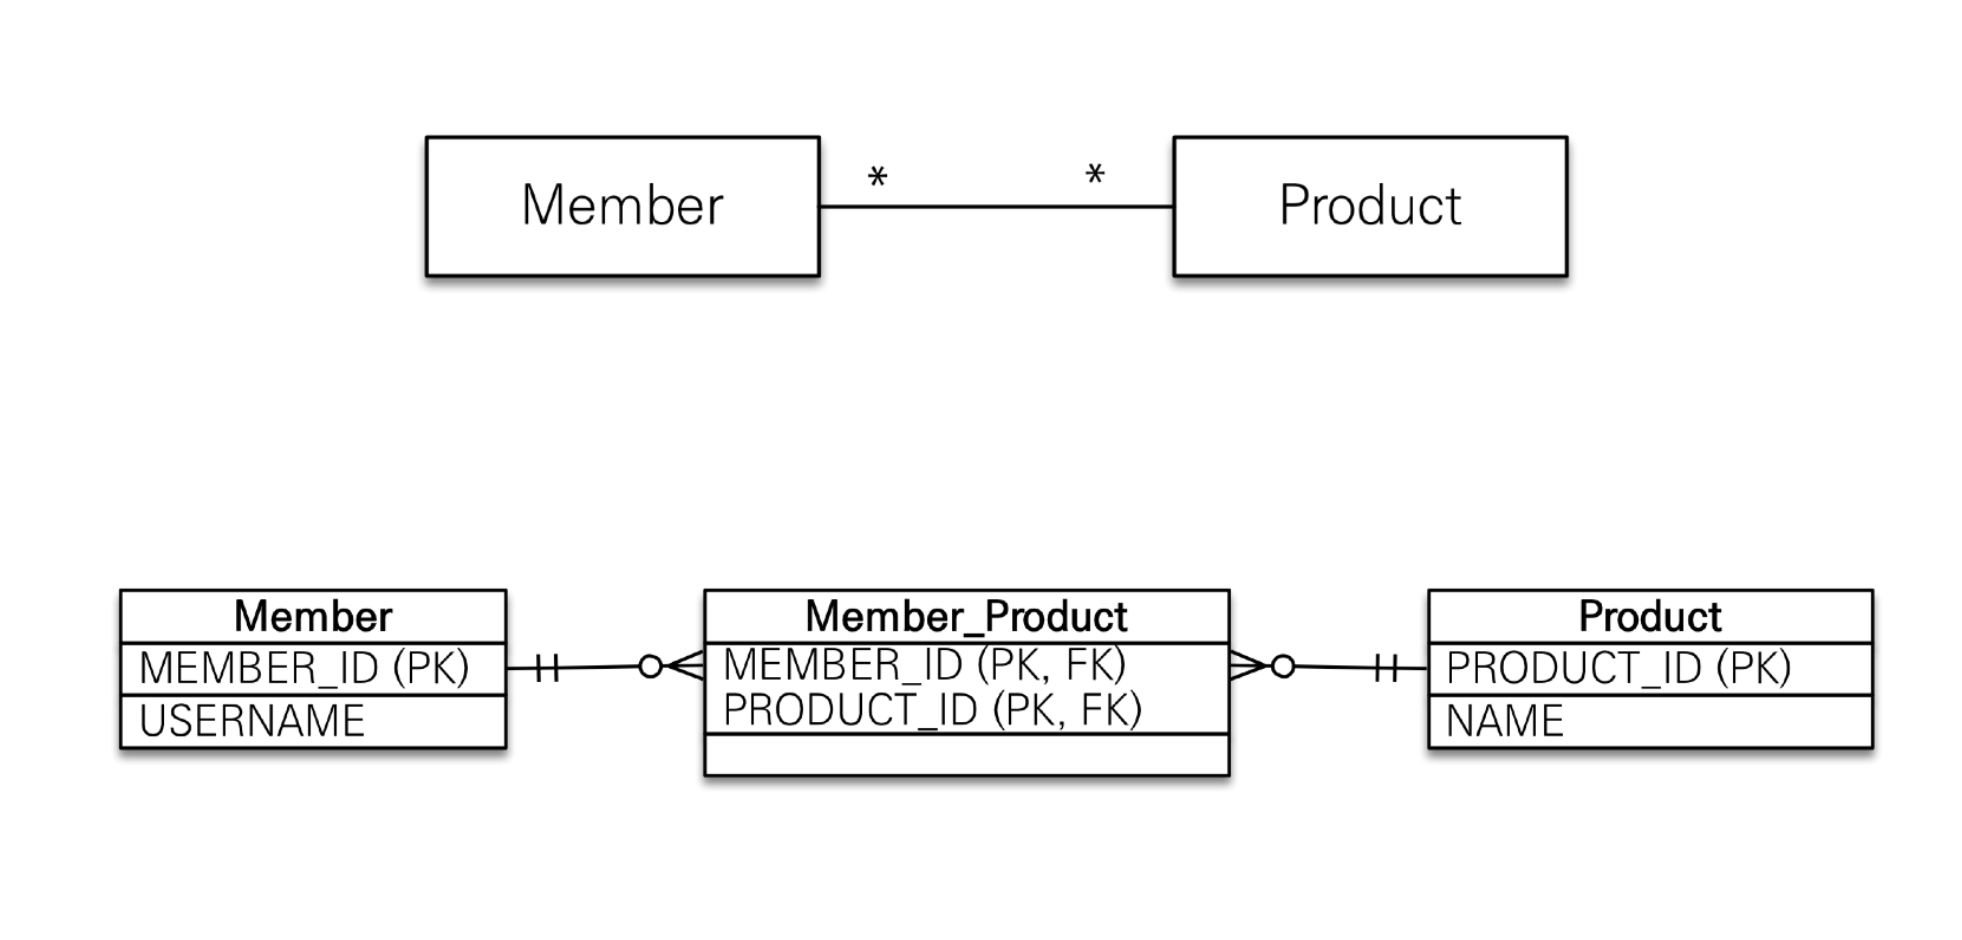 Member
*
*
Product
Member
MEMBER_ID (PK)
USERNAME
Member_Product
MEMBER_ID (PK, FK)
PRODUCT_ID (PK, FK)
Product
PRODUCT_ID (PK)
NAME